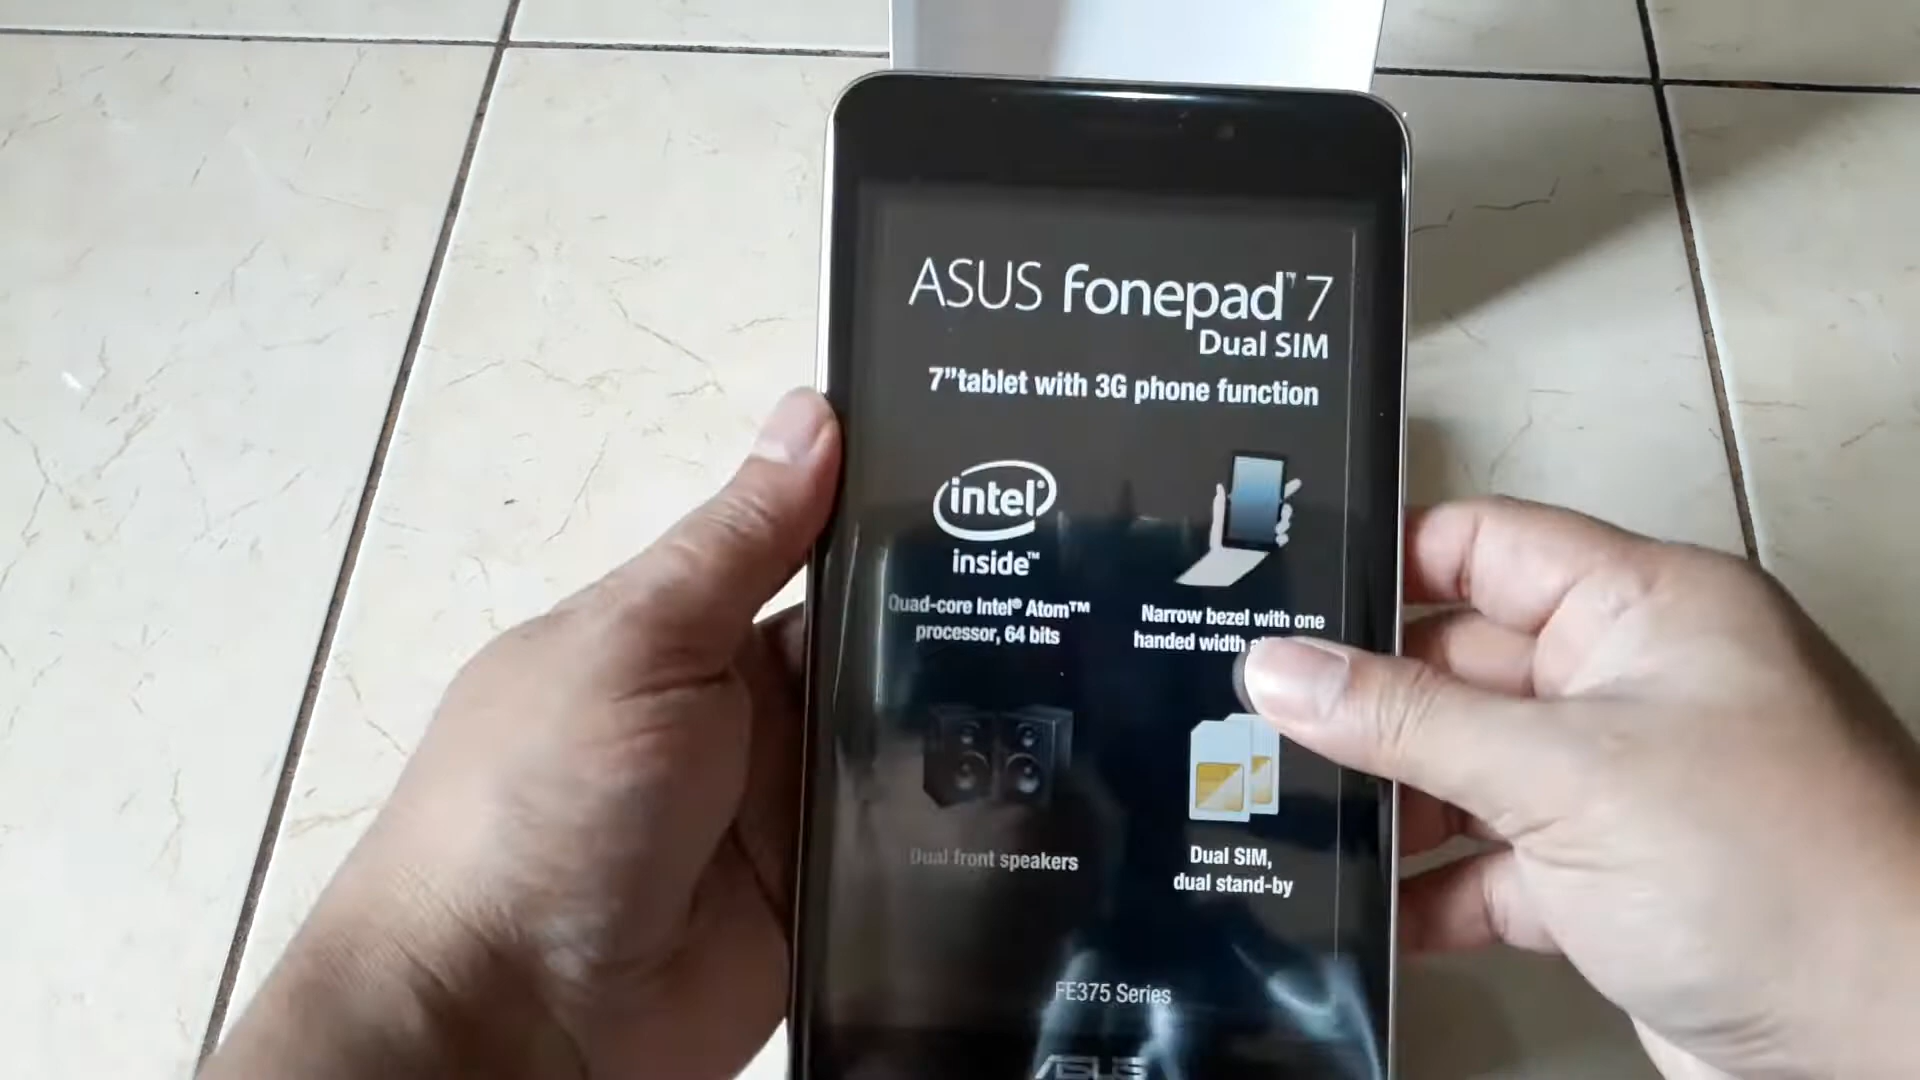 ASUS fonepad™ 7
Dual SIM
7”tablet with 3G phone function
intel®
inside™
Quad-core Intel® Atom™
processor, 64 bits
Narrow bezel with one
handed width
Dual front speakers
Dual SIM,
dual stand-by
FE375 Series
ASUS